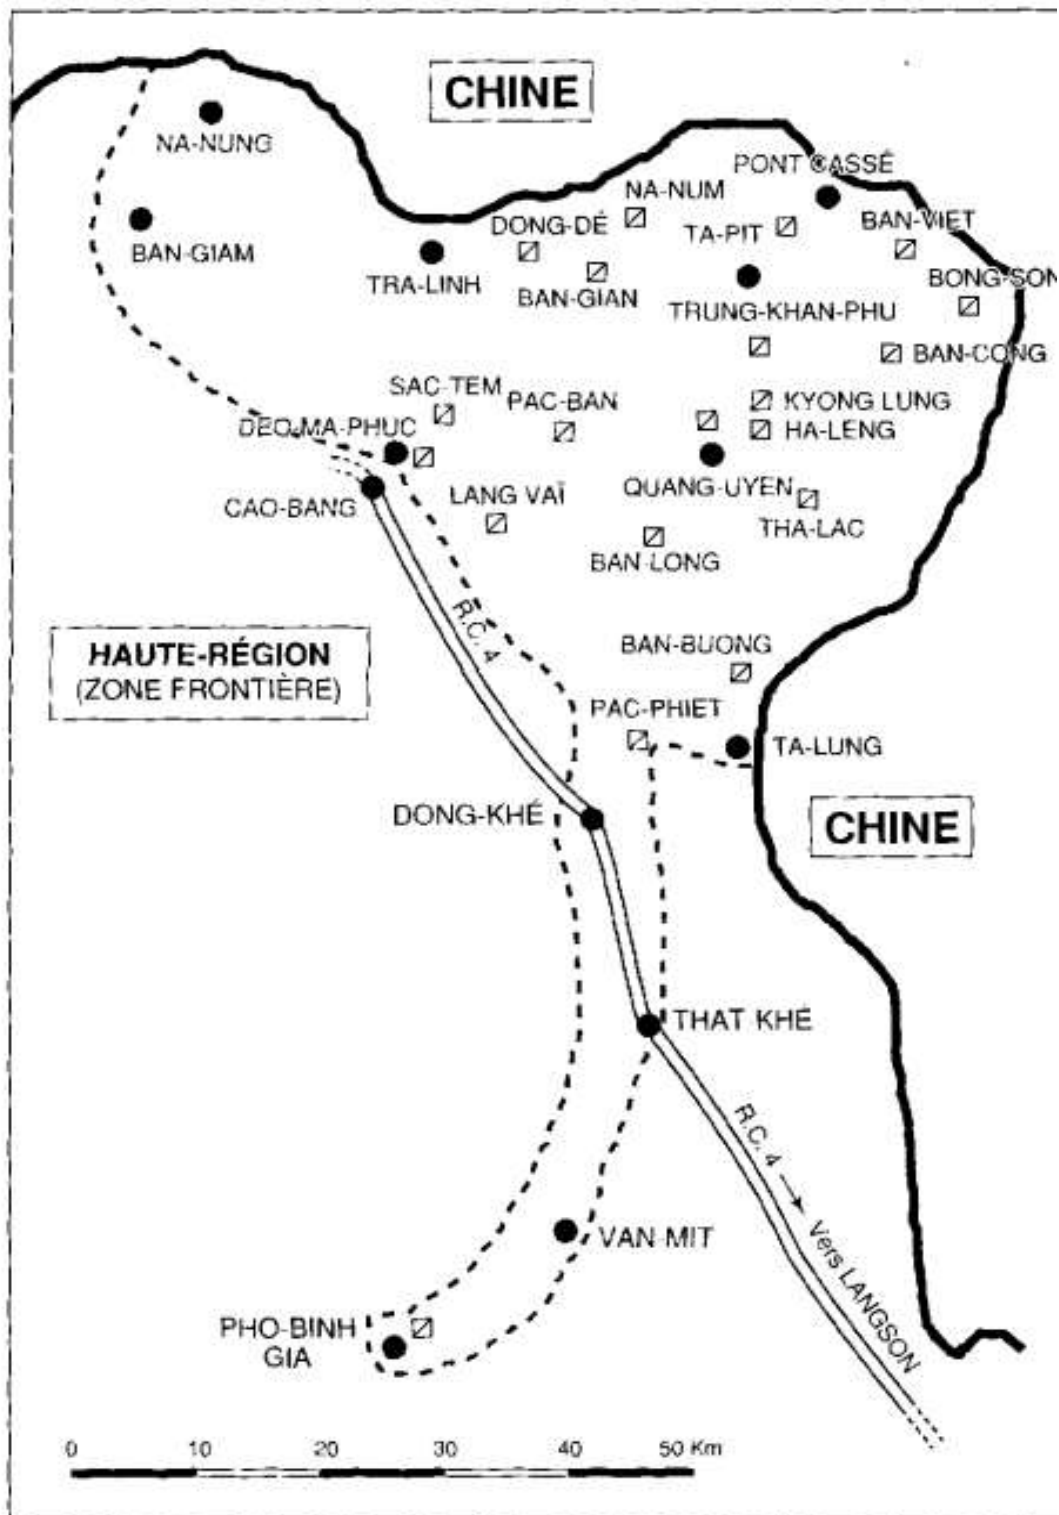 CHINE
NA-NUNG
PONT CASSÉ
NA-NUM
BAN-VIET
DONG-DÉ
TA-PIT
BAN-GIAM
TRA-LINH
BONG-SON
BAN-GIAN
TRUNG-KHAN-PHU
BAN-CONG
SAC-TEM
PAC-BAN
KYONG LUNG
DEO-MA-PHUC
HA-LENG
QUANG-UYEN
LANG VAÏ
CAO-BANG
THA-LAC
BAN-LONG
R.C. 4
HAUTE-RÉGION
(ZONE FRONTIÈRE)
BAN-BUONG
PAC-PHIET
TA-LUNG
DONG-KHÉ
CHINE
THAT KHÉ
R.C. 4 → Vers LANGSON
VAN-MIT
PHO-BINH
GIA
0 10 20 30 40 50 Km